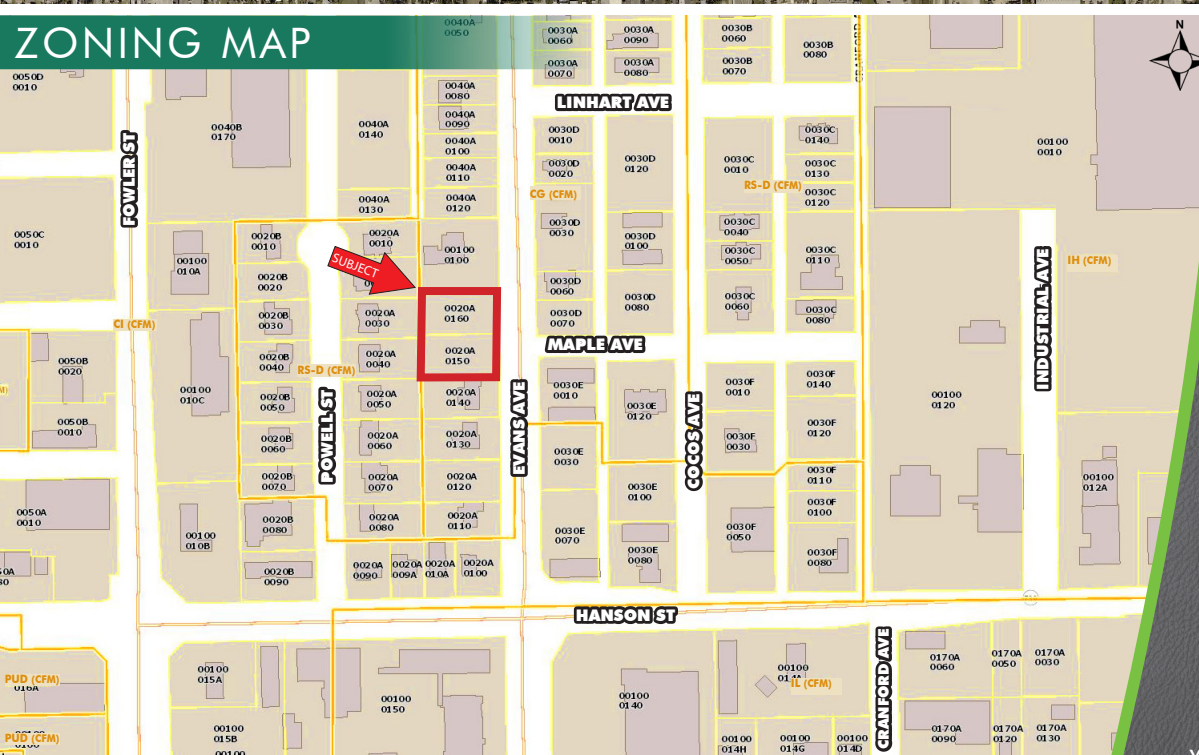 ZONING MAP
N
SUBJECT
FOWLER ST
POWELL ST
EVANS AVE
LINHART AVE
MAPLE AVE
COCOS AVE
INDUSTRIAL AVE
HANSON ST
CRANFORD AVE
CI (CFM)
RS-D (CFM)
CG (CFM)
RS-D (CFM)
IH (CFM)
IL (CFM)
PUD (CFM)
PUD (CFM)
0050D
0010
0050C
0010
0050B
0020
0050B
0010
0050A
0010
016A
0040B
0170
00100
010A
00100
010C
00100
010B
0020B
0010
0020B
0020
0020B
0030
0020B
0040
0020B
0050
0020B
0060
0020B
0070
0020B
0080
0020B
0090
0040A
0140
0040A
0130
0020A
0010
0020A
0030
0020A
0040
0020A
0050
0020A
0060
0020A
0070
0020A
0080
0020A
0090
0020A
009A
0020A
010A
0020A
0100
0040A
0050
0040A
0080
0040A
0090
0040A
0100
0040A
0110
0040A
0120
00100
0100
0020A
0160
0020A
0150
0020A
0140
0020A
0130
0020A
0120
0020A
0110
0030A
0060
0030A
0070
0030A
0090
0030A
0080
0030D
0010
0030D
0020
0030D
0030
0030D
0060
0030D
0070
0030D
0120
0030D
0100
0030D
0080
0030E
0010
0030E
0030
0030E
0070
0030E
0120
0030E
0100
0030E
0080
0030B
0060
0030B
0070
0030B
0080
0030C
0010
0030C
0040
0030C
0050
0030C
0060
0030C
0140
0030C
0130
0030C
0120
0030C
0110
0030C
0080
0030F
0010
0030F
0030
0030F
0050
0030F
0140
0030F
0120
0030F
0110
0030F
0100
0030F
0080
00100
0010
00100
0120
00100
012A
00100
015A
00100
015B
00100
0150
00100
0140
00100
014A
00100
014H
00100
014G
00100
014D
0170A
0060
0170A
0050
0170A
0030
0170A
0090
0170A
0120
0170A
0130